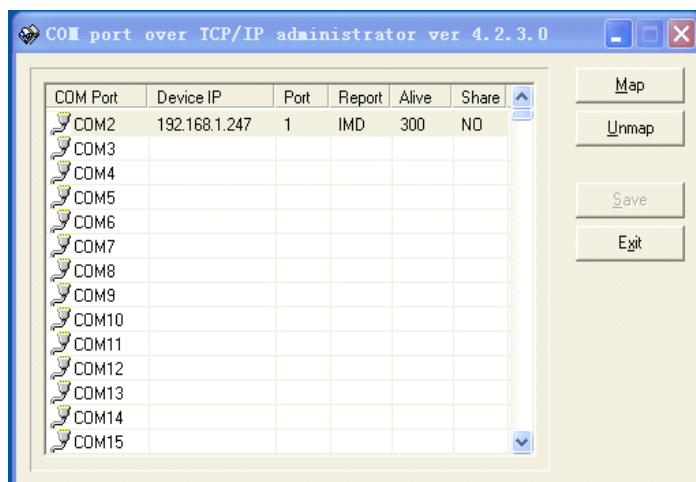 COM port over TCP/IP administrator ver 4.2.3.0
COM Port Device IP Port Report Alive Share
COM2 192.168.1.247 1 IMD 300 NO
COM3
COM4
COM5
COM6
COM7
COM8
COM9
COM10
COM11
COM12
COM13
COM14
COM15
Map
Unmap
Save
Exit